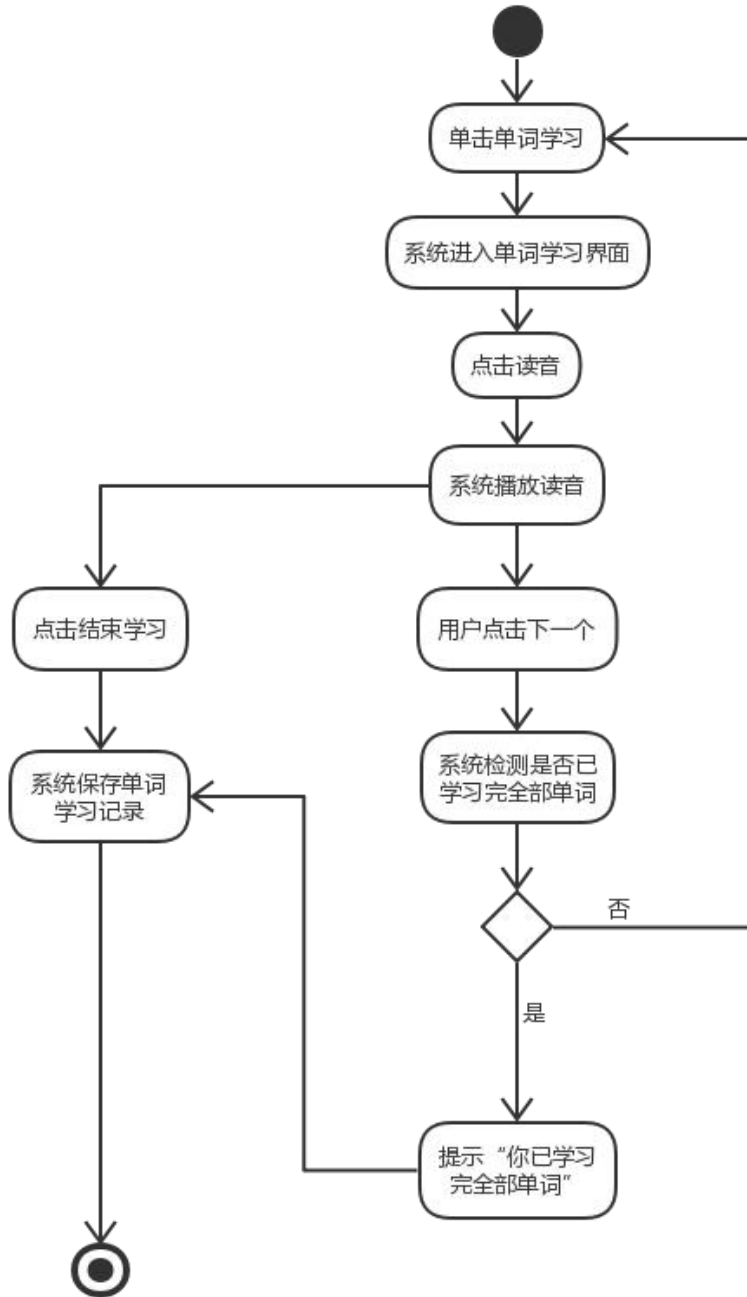 单击单词学习
系统进入单词学习界面
点击读音
系统播放读音
点击结束学习
用户点击下一个
系统保存单词
学习记录
系统检测是否已
学习完全部单词
否
是
提示“你已学习
完全部单词”